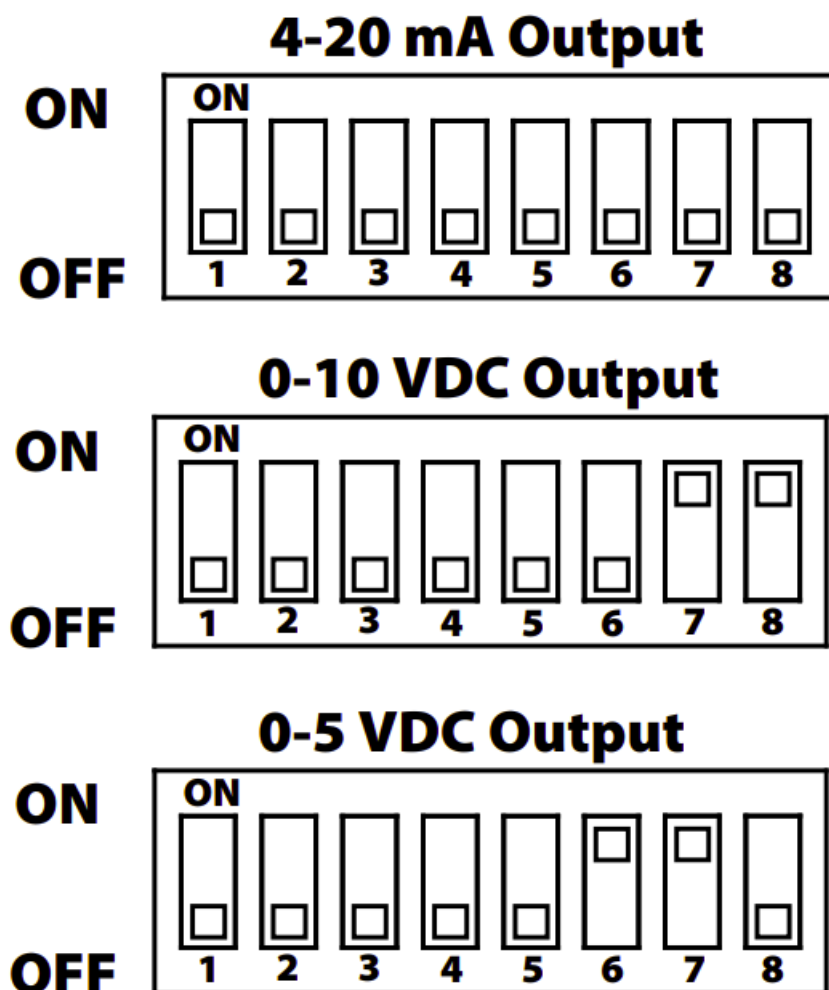 4-20 mA Output
ON
ON
OFF
1 2 3 4 5 6 7 8
0-10 VDC Output
ON
ON
OFF
1 2 3 4 5 6 7 8
0-5 VDC Output
ON
ON
OFF
1 2 3 4 5 6 7 8